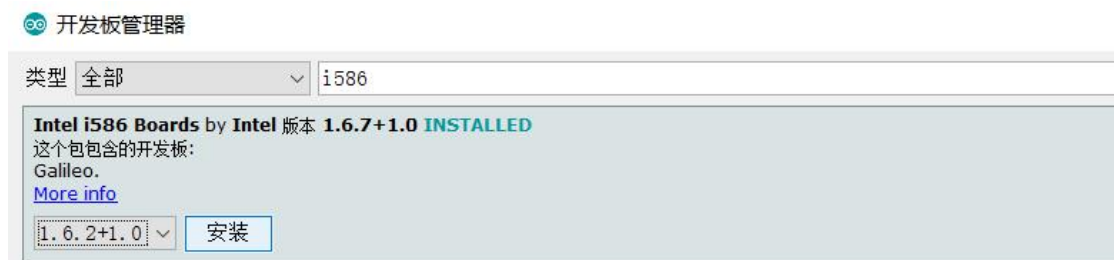 开发板管理器
类型 全部 i586
Intel i586 Boards by Intel 版本 1.6.7+1.0 INSTALLED
这个包包含的开发板:
Galileo.
More info
1.6.2+1.0 安装